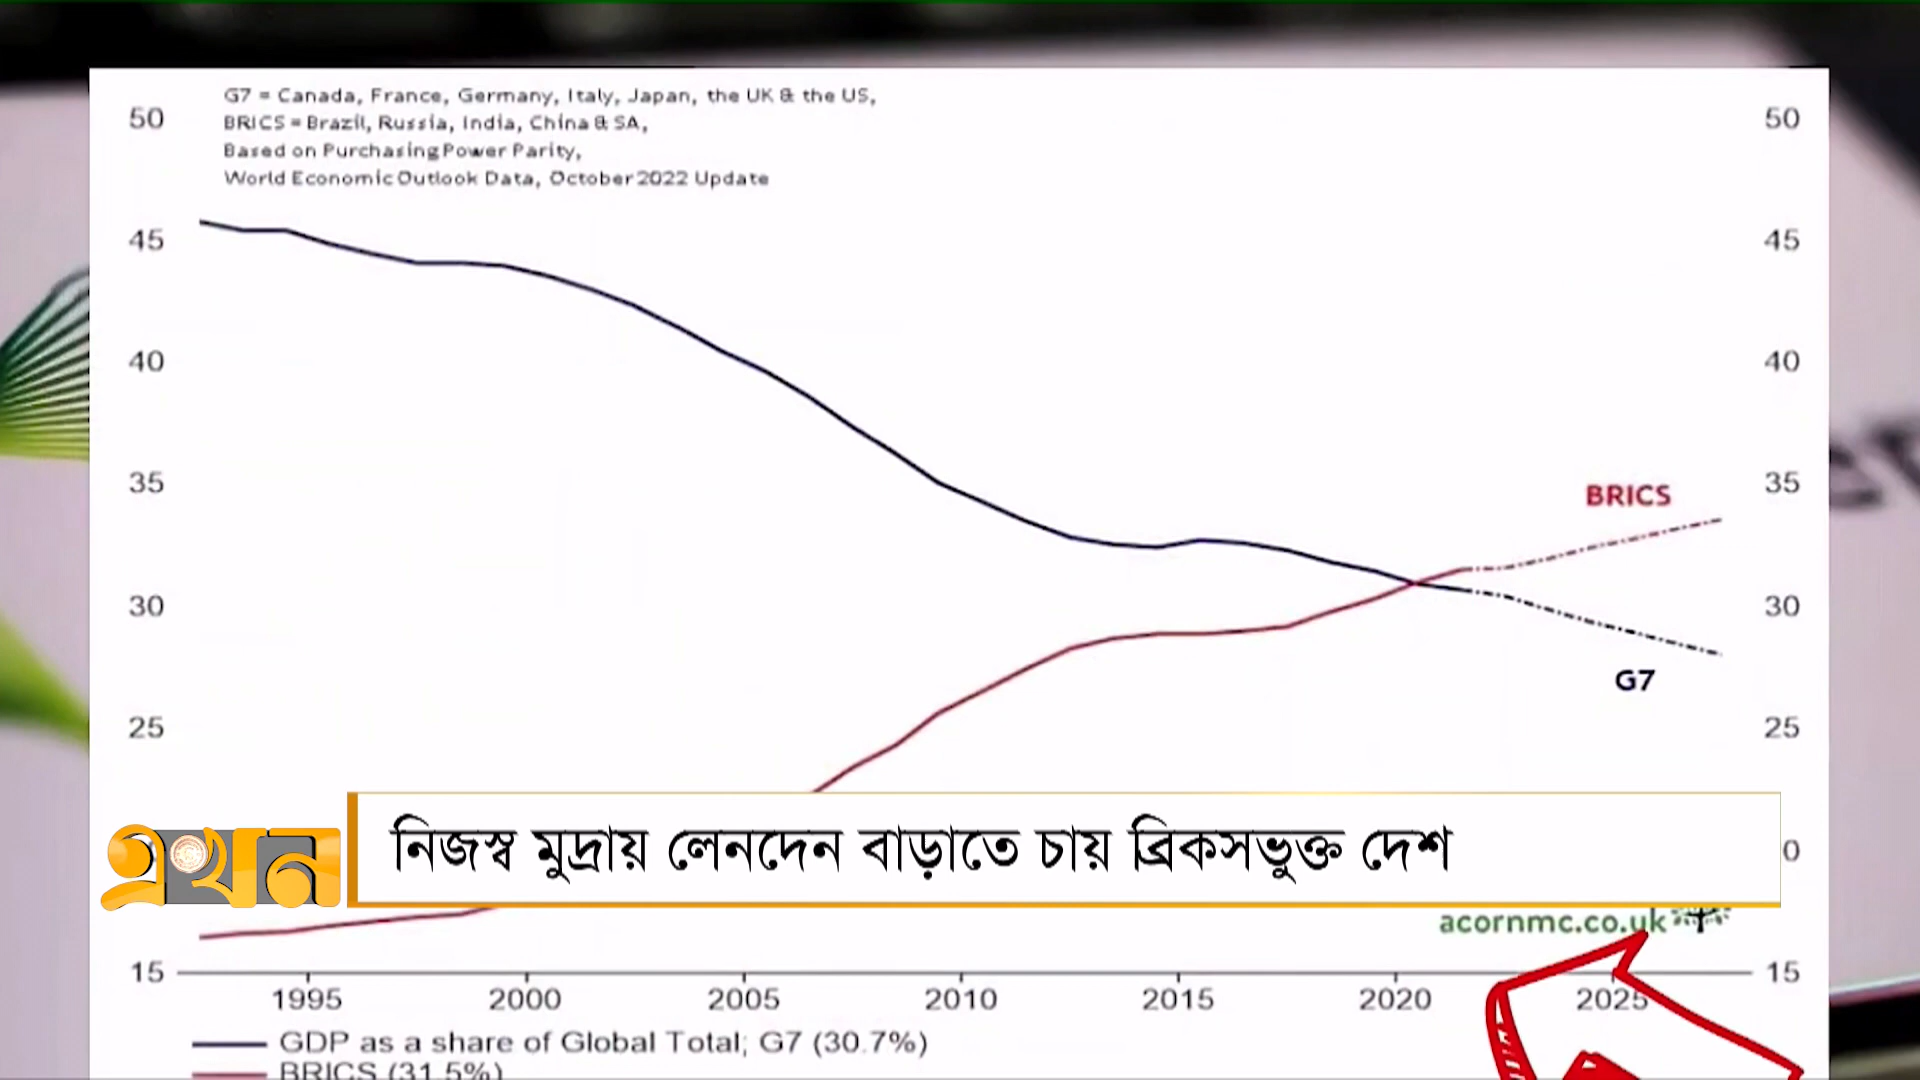 G7 = Canada, France, Germany, Italy, Japan, the UK & the US,
BRICS = Brazil, Russia, India, China & SA,
Based on Purchasing Power Parity,
World Economic Outlook Data, October 2022 Update
50 50
45 45
40 40
35 35
BRICS
30 30
G7
25 25
এখন
নিজস্ব মুদ্রায় লেনদেন বাড়াতে চায় ব্রিকসভুক্ত দেশ
0
acornmc.co.uk
15 15
1995 2000 2005 2010 2015 2020 2025
GDP as a share of Global Total; G7 (30.7%)
BRICS (31.5%)